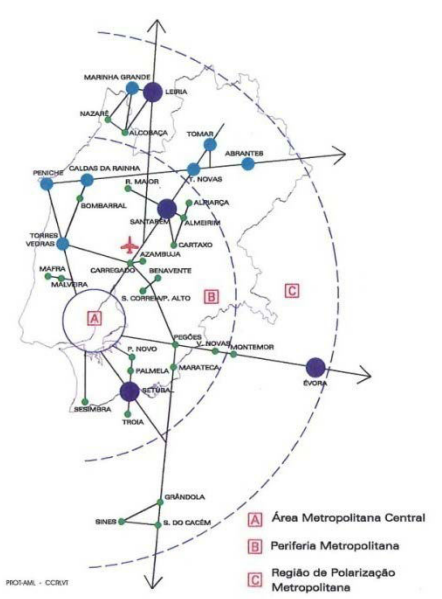 MARINHA GRANDE
LEIRIA
NAZARÉ
ALCOBAÇA
TOMAR
ABRANTES
CALDAS DA RAINHA
PENICHE
T. NOVAS
R. MAIOR
BOMBARRAL
ALPIARÇA
SANTARÉM
ALMEIRIM
TORRES
VEDRAS
CARTAXO
AZAMBUJA
CARREGADO
MAFRA
BENAVENTE
MALVEIRA
S. CORREIA/P. ALTO
B
C
A
PEGÕES
P. NOVO
V. NOVAS
MONTEMOR
PALMELA
MARATECA
ÉVORA
SETÚBAL
SESIMBRA
TROIA
GRÂNDOLA
SINES
S. DO CACÉM
A Área Metropolitana Central
B Periferia Metropolitana
C Região de Polarização
Metropolitana
PROT-AML - CCRLVT